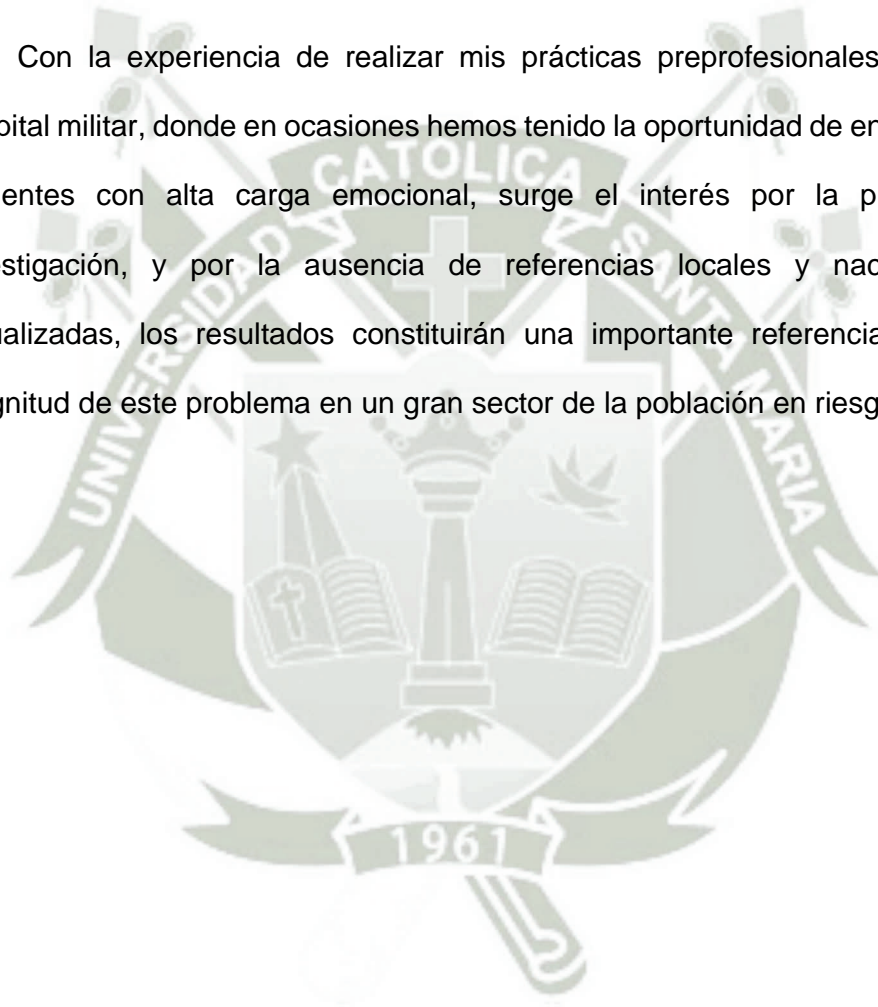 Con la experiencia de realizar mis prácticas preprofesionales
pital militar, donde en ocasiones hemos tenido la oportunidad de en
entes con alta carga emocional, surge el interés por la p
stigación, y por la ausencia de referencias locales y nac
ualizadas, los resultados constituirán una importante referencia
gnitud de este problema en un gran sector de la población en riesg
UNIVERSIDAD CATOLICA SANTA MARIA
1961